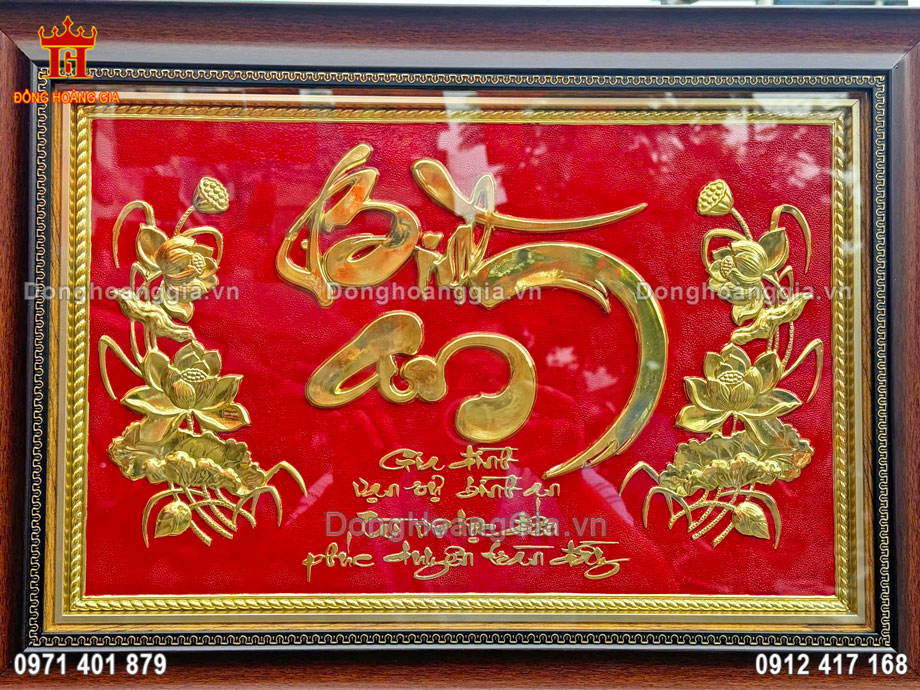 ĐỒNG HOÀNG GIA
Bình
an
Donghoanggia.vn Donghoanggia.vn Donghoanggia.vn
Gia đình
vạn sự bình an
Donghoanggia.vn
phúc duyên tràn đầy
0971 401 879
0912 417 168